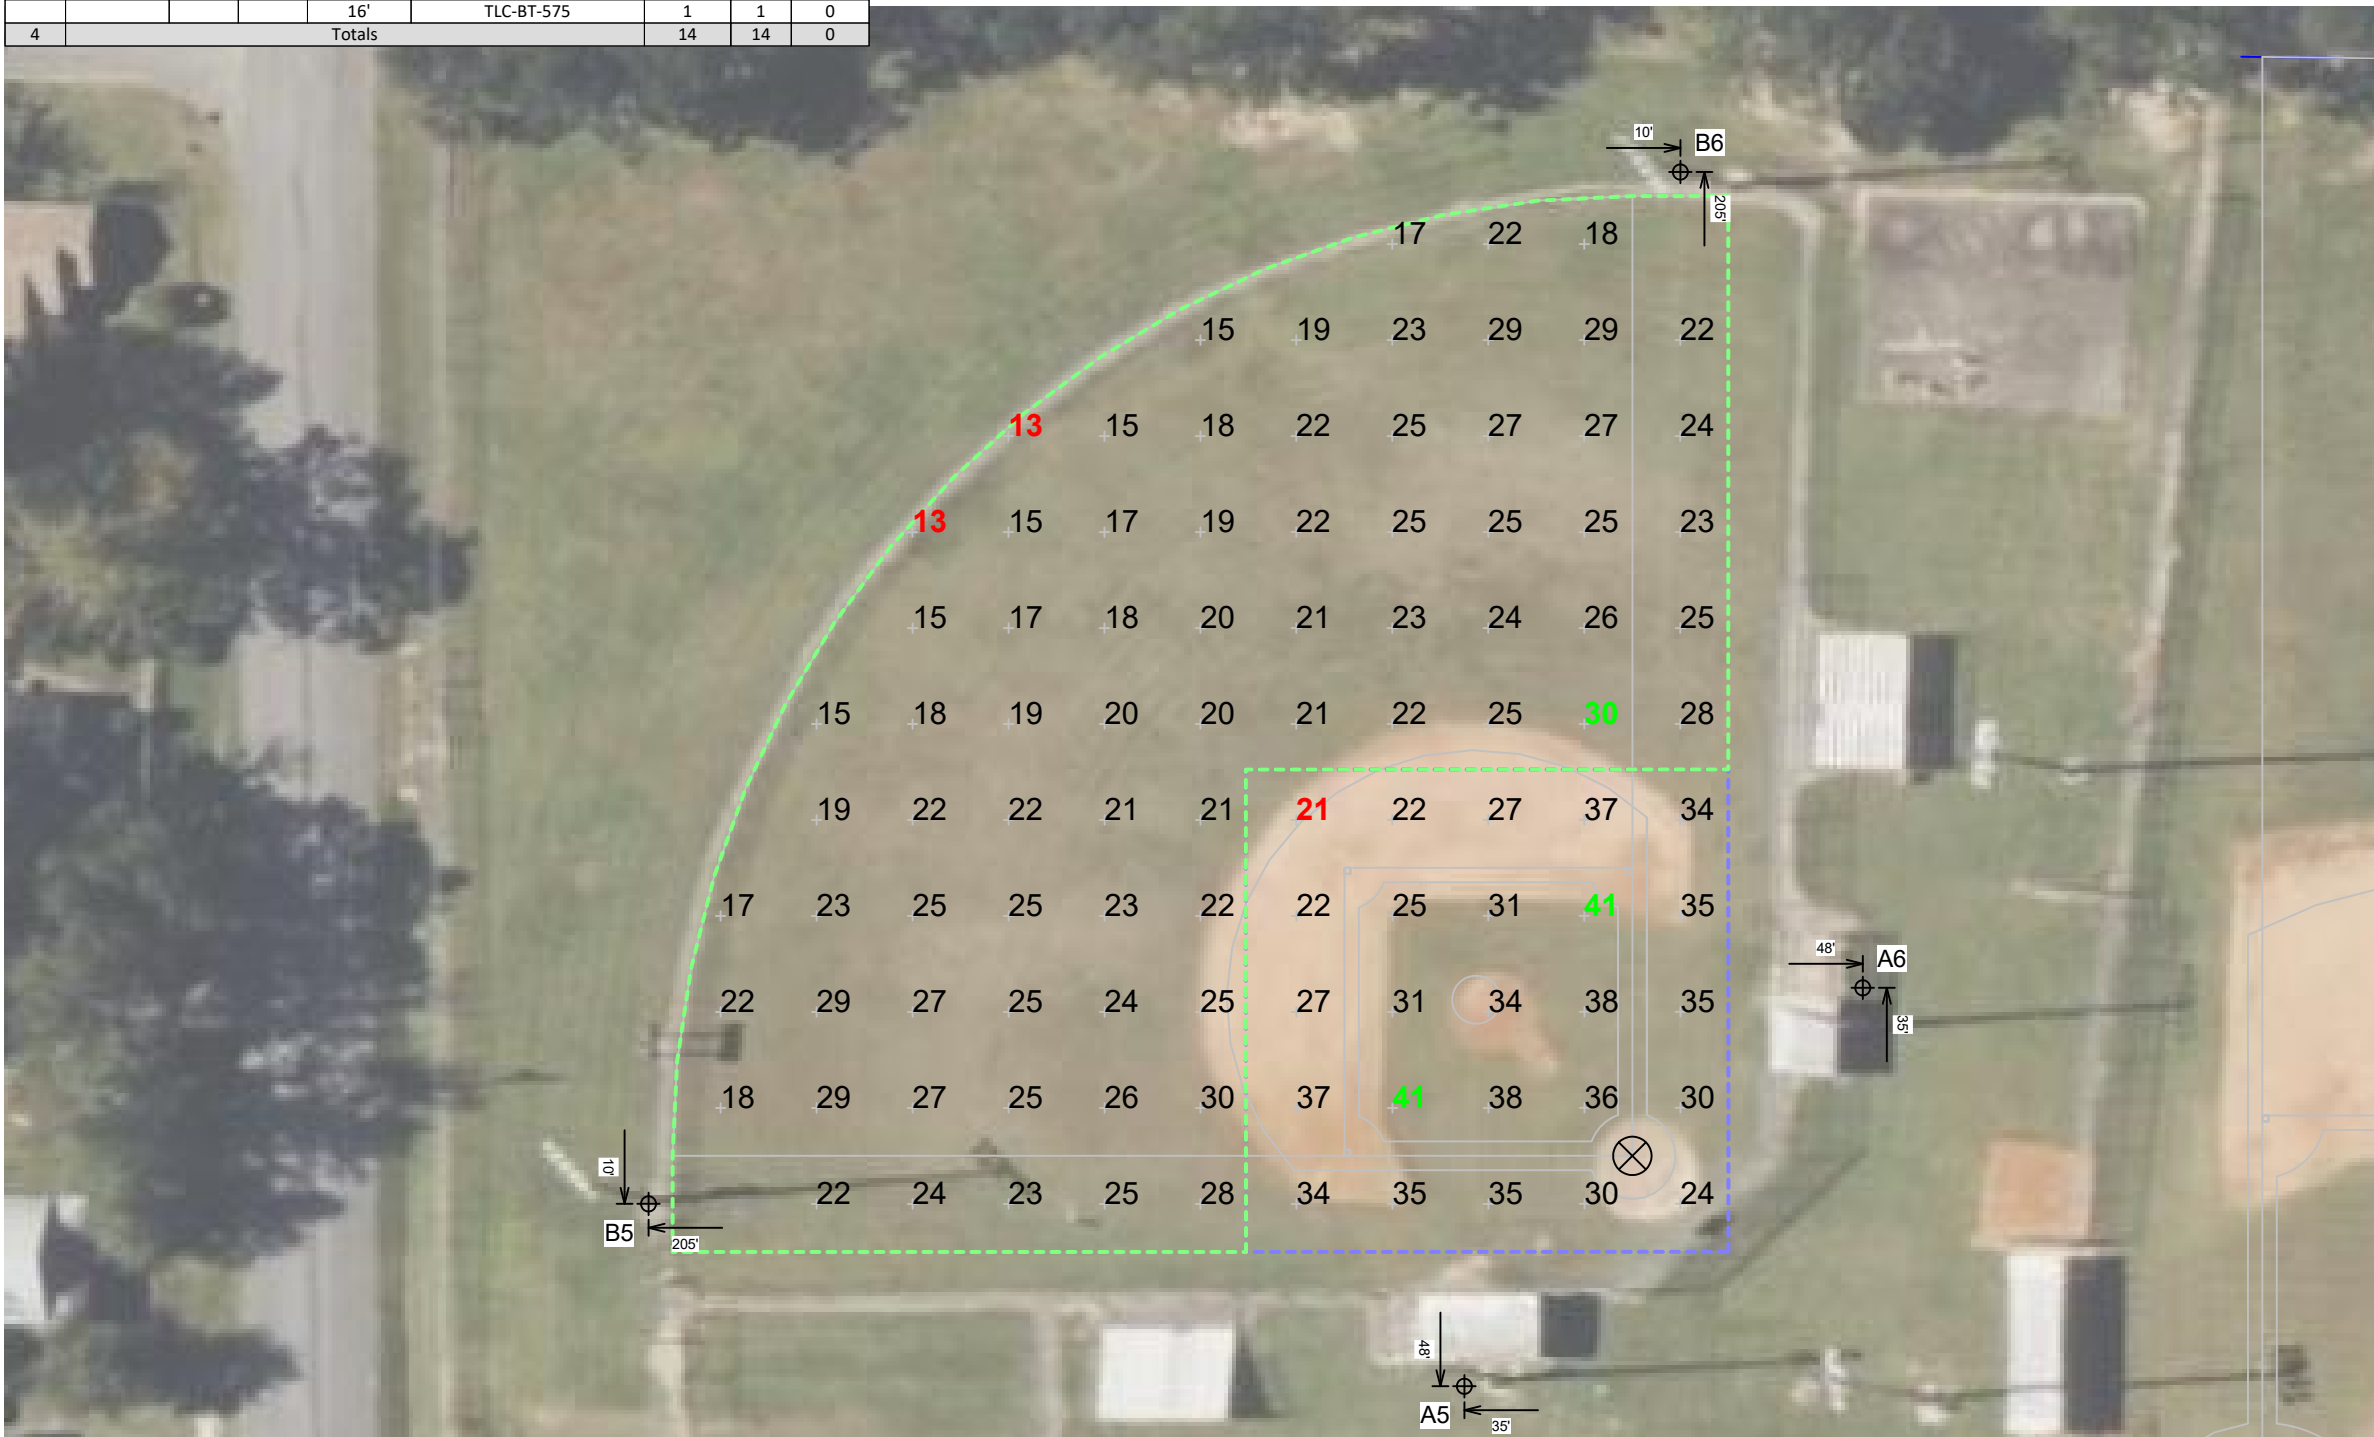 16' TLC-BT-575 1 1 0
4 Totals 14 14 0
10' B6
205'
17 22 18
15 19 23 29 29 22
13 15 18 22 25 27 27 24
13 15 17 19 22 25 25 25 23
15 17 18 20 21 23 24 26 25
15 18 19 20 20 21 22 25 30 28
19 22 22 21 21 21 22 27 37 34
17 23 25 25 23 22 22 25 31 41 35
48' A6
22 29 27 25 24 25 27 31 34 38 35
35'
18 29 27 25 26 30 37 41 38 36 30
10'
22 24 23 25 28 34 35 35 30 24
B5
205'
48'
A5
35'